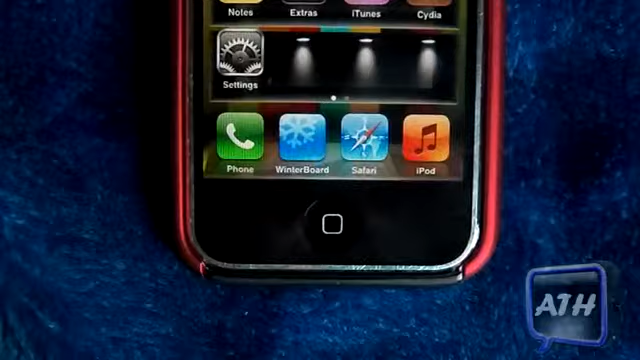 Notes Extras iTunes Cydia
Settings
Phone WinterBoard Safari iPod
ATH